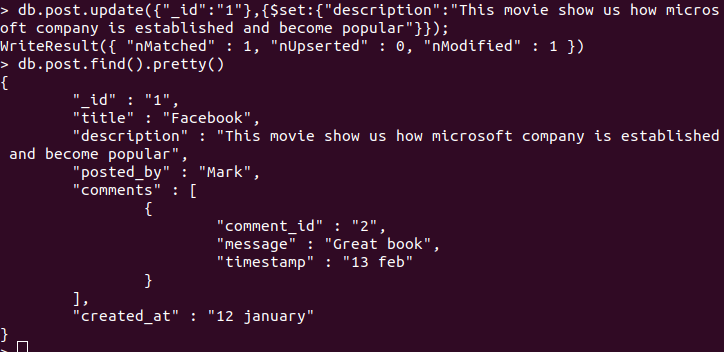 > db.post.update({"_id":"1"},{$set:{"description":"This movie show us how micros
oft company is established and become popular"}});
WriteResult({ "nMatched" : 1, "nUpserted" : 0, "nModified" : 1 })
> db.post.find().pretty()
{
        "_id" : "1",
        "title" : "Facebook",
        "description" : "This movie show us how microsoft company is established
 and become popular",
        "posted_by" : "Mark",
        "comments" : [
                {
                        "comment_id" : "2",
                        "message" : "Great book",
                        "timestamp" : "13 feb"
                }
        ],
        "created_at" : "12 january"
}
>